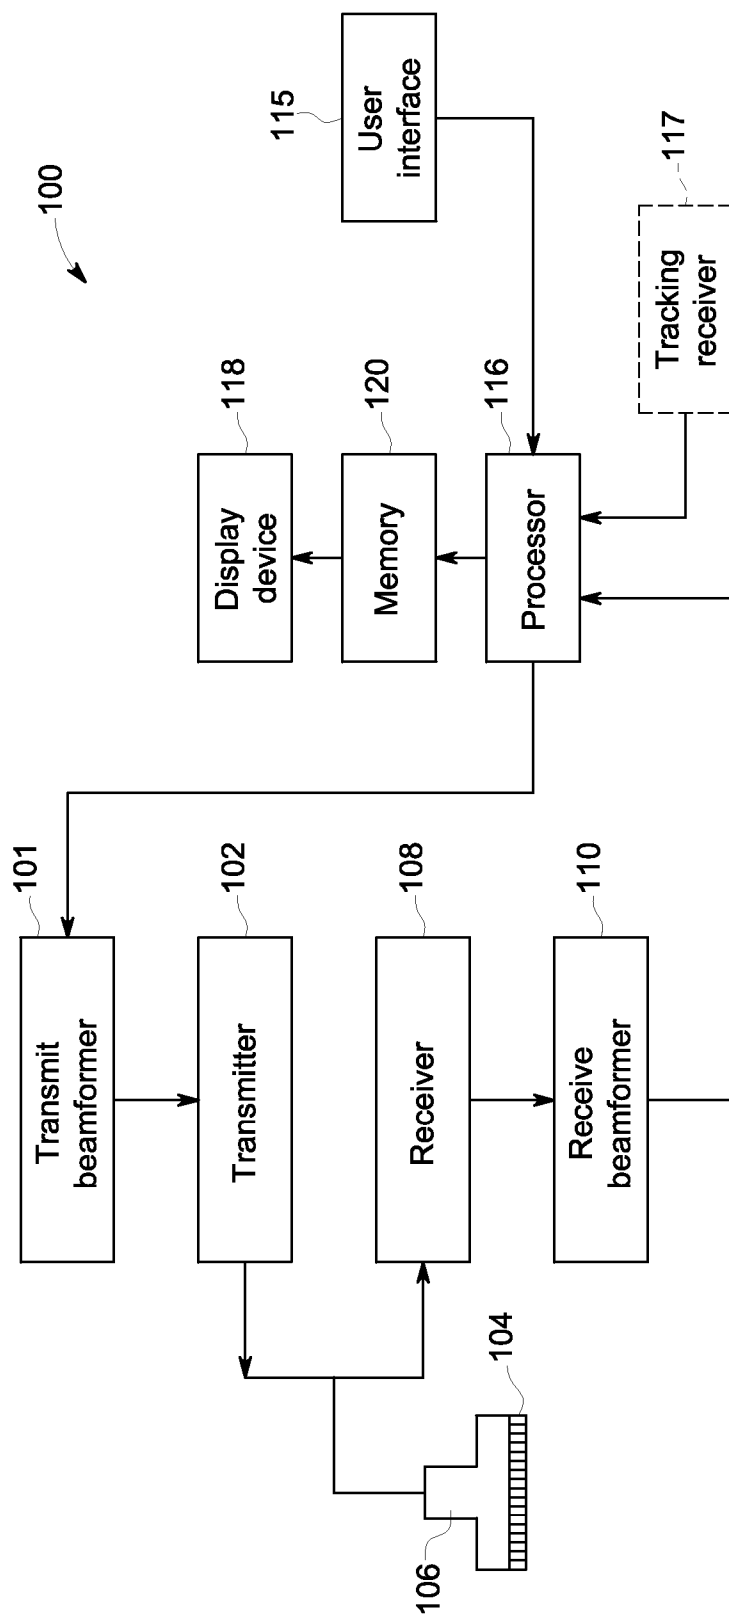 100
101
Transmit
beamformer
102
Transmitter
108
Receiver
110
Receive
beamformer
106
104
118
Display
device
120
Memory
116
Processor
115
User
interface
117
Tracking
receiver